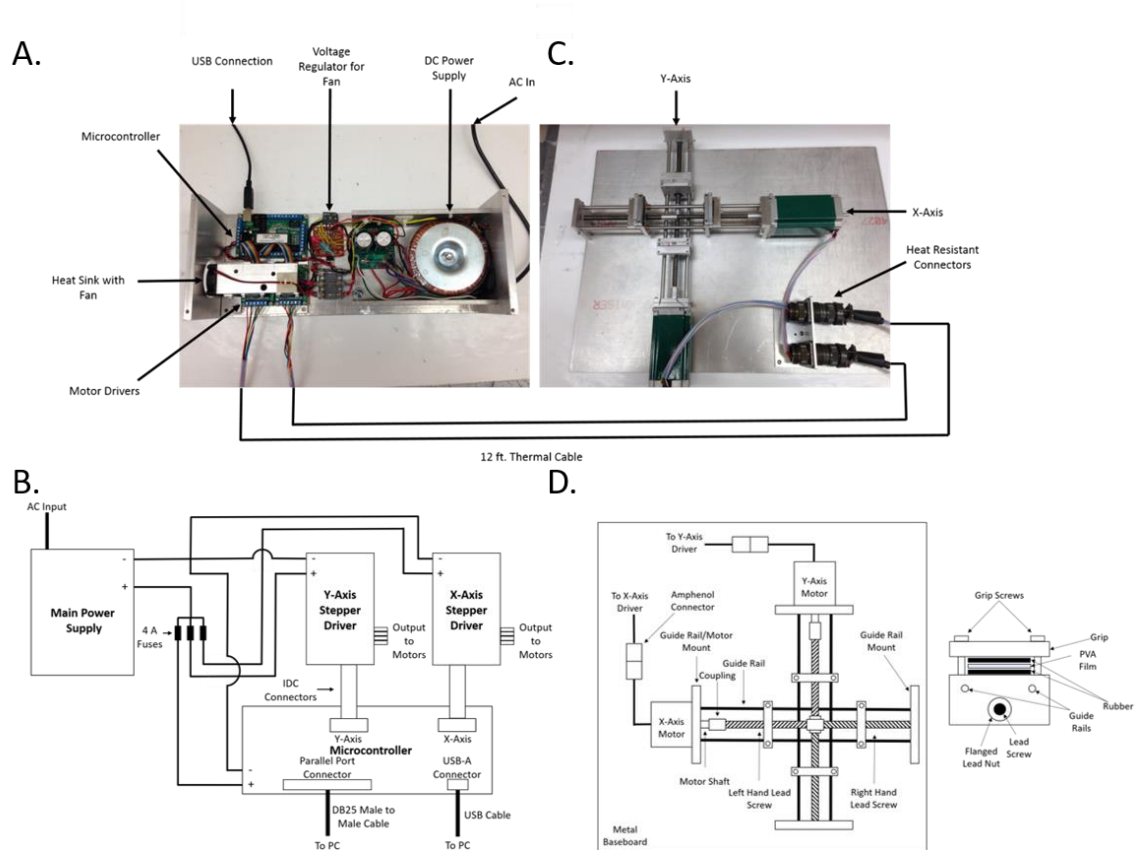 A.
USB Connection
Voltage
Regulator for
Fan
DC Power
Supply
AC In
Microcontroller
Heat Sink with
Fan
Motor Drivers
C.
Y-Axis
X-Axis
Heat Resistant
Connectors
12 ft. Thermal Cable
B.
AC Input
-
+
Main Power
Supply
4 A
Fuses
-
+
Y-Axis
Stepper
Driver
Output
to
Motors
-
+
X-Axis
Stepper
Driver
Output
to
Motors
IDC
Connectors
Y-Axis
X-Axis
Microcontroller
-
+
Parallel Port
Connector
USB-A
Connector
DB25 Male to
Male Cable
USB Cable
To PC
To PC
D.
To Y-Axis
Driver
Y-Axis
Motor
To X-Axis
Driver
Amphenol
Connector
Guide Rail/Motor
Mount
Guide Rail
Coupling
Guide Rail
Mount
X-Axis
Motor
Motor Shaft
Left Hand Lead
Screw
Right Hand
Lead Screw
Metal
Baseboard
Grip Screws
Grip
PVA
Film
Rubber
Guide
Rails
Flanged
Lead Nut
Lead
Screw